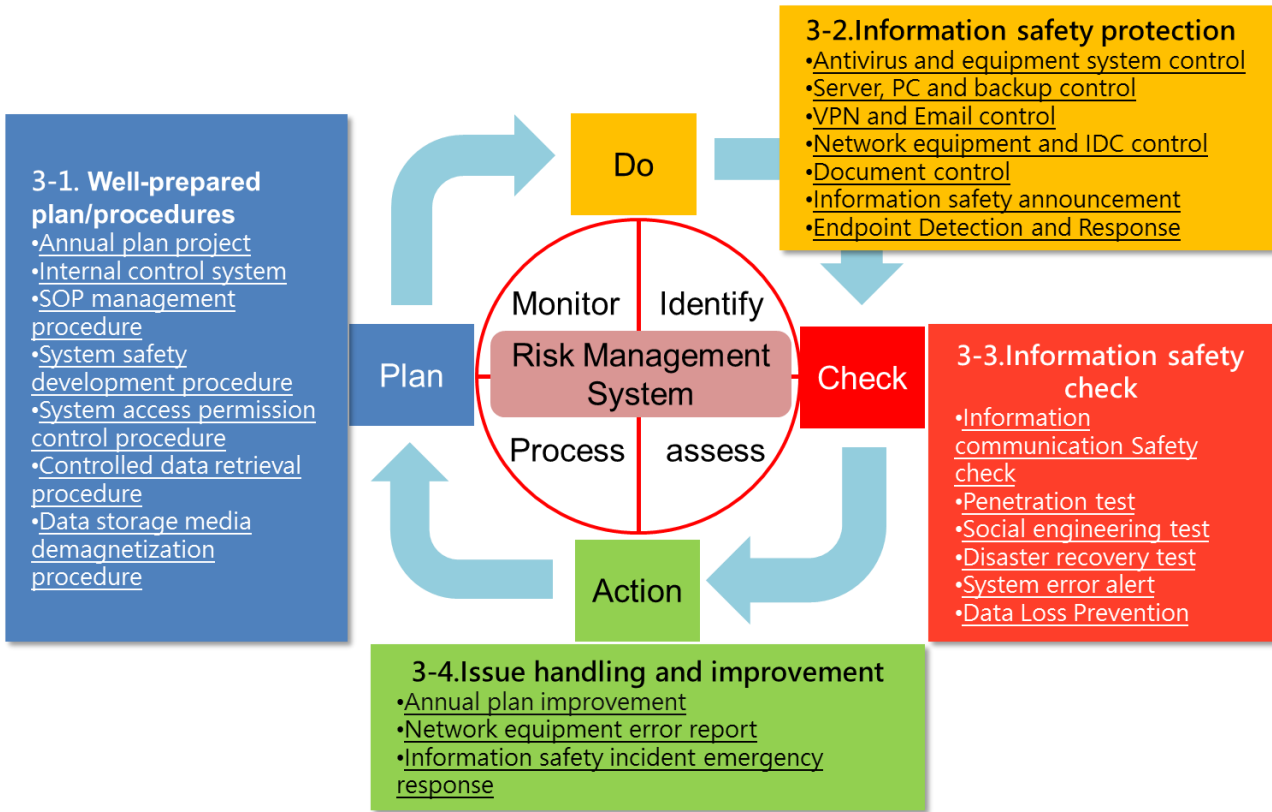 3-1. Well-prepared
plan/procedures
•Annual plan project
•Internal control system
•SOP management
procedure
•System safety
development procedure
•System access permission
control procedure
•Controlled data retrieval
procedure
•Data storage media
demagnetization
procedure
Plan
Do
3-2.Information safety protection
•Antivirus and equipment system control
•Server, PC and backup control
•VPN and Email control
•Network equipment and IDC control
•Document control
•Information safety announcement
•Endpoint Detection and Response
Monitor
Identify
Risk Management
System
Process
assess
Check
3-3.Information safety
check
•Information
communication Safety
check
•Penetration test
•Social engineering test
•Disaster recovery test
•System error alert
•Data Loss Prevention
Action
3-4.Issue handling and improvement
•Annual plan improvement
•Network equipment error report
•Information safety incident emergency
response